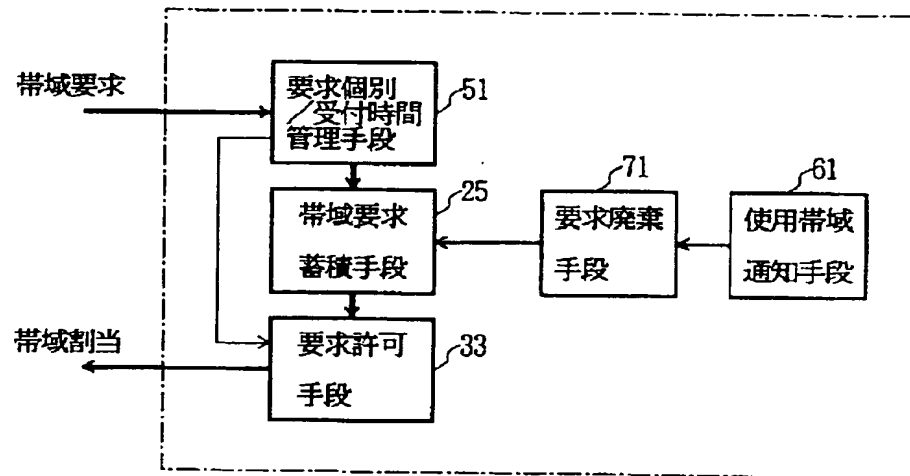 帯域要求
要求個別
／受付時間
管理手段
51
帯域要求
蓄積手段
25
要求廃棄
手段
71
使用帯域
通知手段
61
帯域割当
要求許可
手段
33